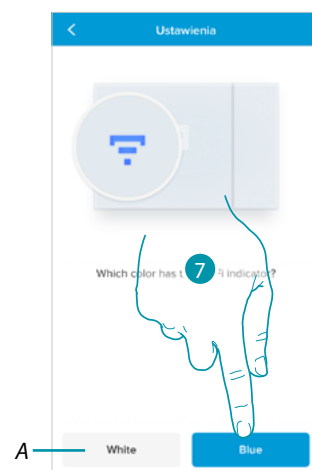 Ustawienia
Which color has t 7 indicator?
A White Blue